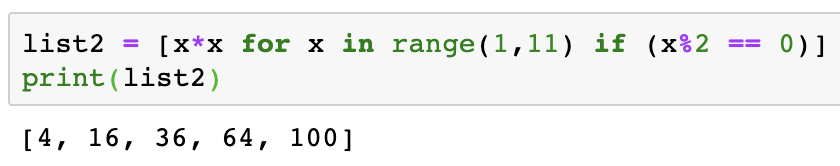 list2 = [x*x for x in range(1,11) if (x%2 == 0)]
print(list2)
[4, 16, 36, 64, 100]